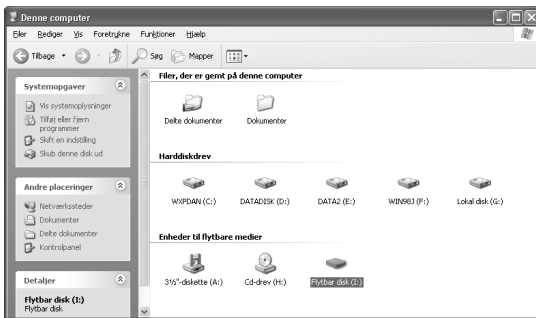 Denne computer
Filer Rediger Vis Foretrukne Funktioner Hjælp
Tilbage Søg Mapper
Systemopgaver
Vis systemoplysninger
Tilføj eller fjern
programmer
Skift en indstilling
Skub denne disk ud
Andre placeringer
Netværkssteder
Dokumenter
Delte dokumenter
Kontrolpanel
Detaljer
Flytbar disk (I:)
Flytbar disk
Filer, der er gemt på denne computer
Delte dokumenter Dokumenter
Harddiskdrev
WXPDAN (C:) DATADISK (D:) DATA2 (E:) WIN98J (F:) Lokal disk (G:)
Enheder til flytbare medier
3½"-diskette (A:) Cd-drev (H:) Flytbar disk (I:)